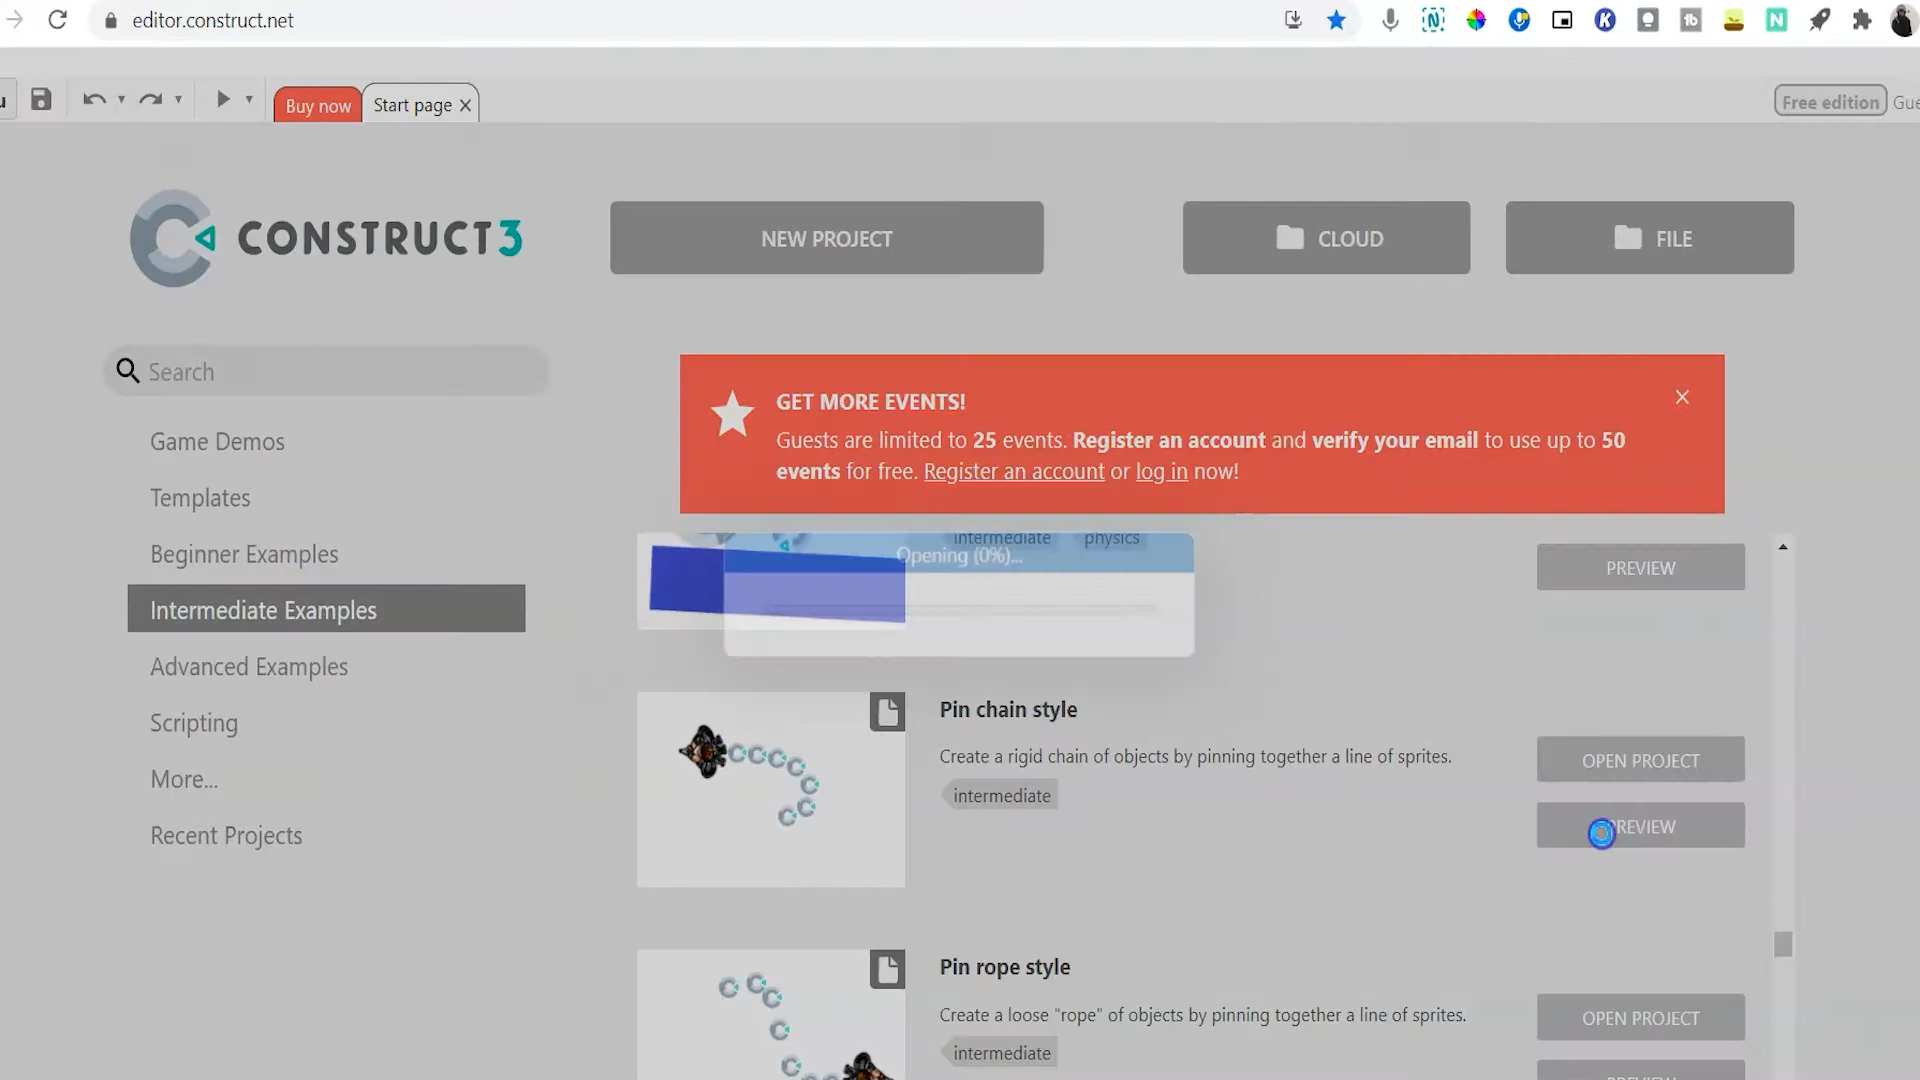 editor.construct.net
Buy now
Start page
Free edition
CONSTRUCT 3
NEW PROJECT
CLOUD
FILE
Search
Game Demos
Templates
Beginner Examples
Intermediate Examples
Advanced Examples
Scripting
More...
Recent Projects
GET MORE EVENTS!
Guests are limited to 25 events. Register an account and verify your email to use up to 50
events for free. Register an account or log in now!
intermediate physics
Opening (0%)...
PREVIEW
Pin chain style
Create a rigid chain of objects by pinning together a line of sprites.
intermediate
OPEN PROJECT
PREVIEW
Pin rope style
Create a loose "rope" of objects by pinning together a line of sprites.
intermediate
OPEN PROJECT
PREVIEW